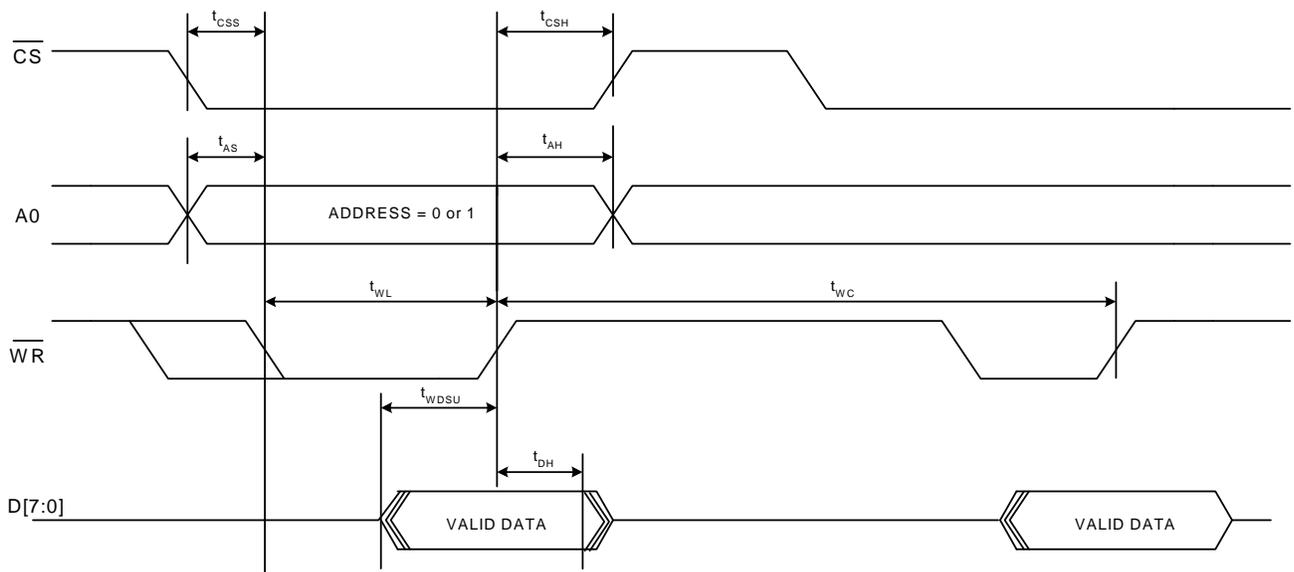 tCSS
tCSH
CS
tAS
tAH
A0
ADDRESS = 0 or 1
tWL
tWC
WR
tWDSU
tDH
D[7:0]
VALID DATA
VALID DATA